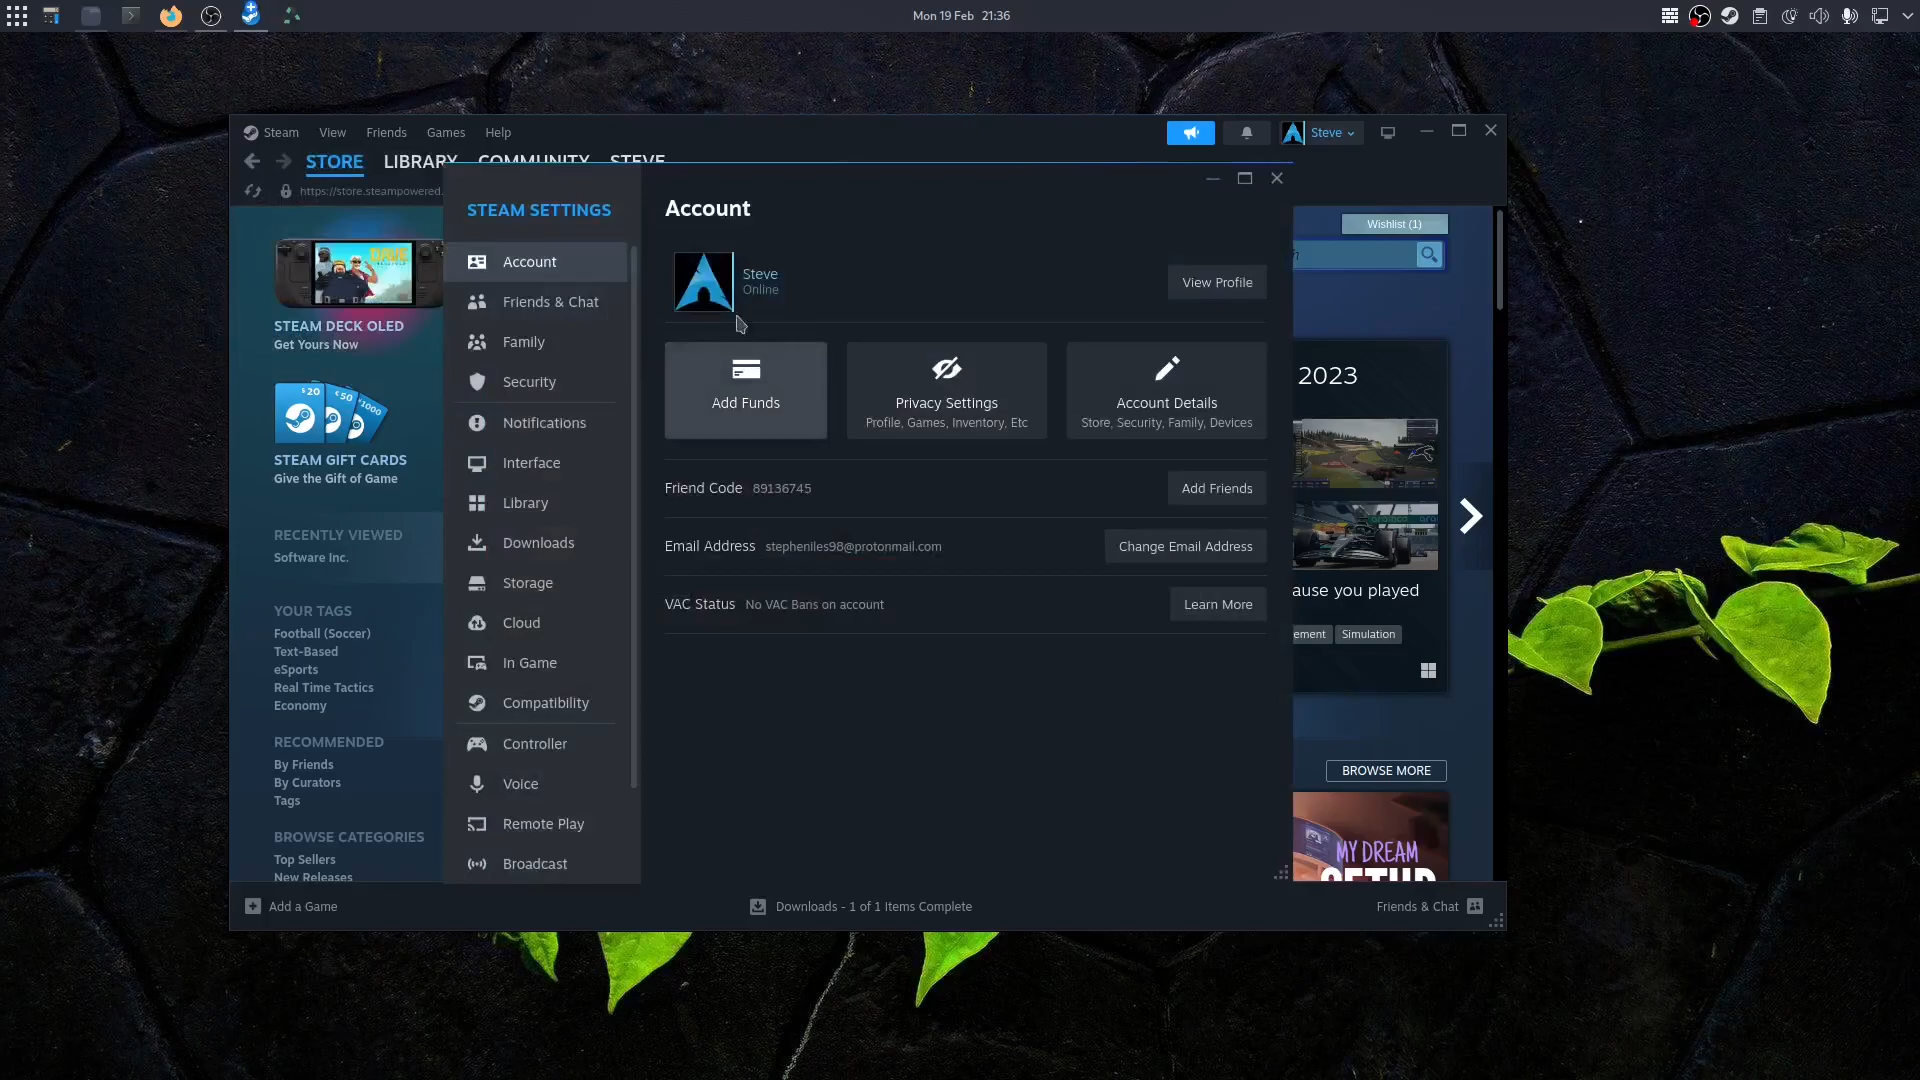 Mon 19 Feb 21:36
Steam View Friends Games Help
Steve
STORE LIBRARY COMMUNITY STEVE
https://store.steampowered.
STEAM SETTINGS
Account
Friends & Chat
Family
Security
Notifications
Interface
Library
Downloads
Storage
Cloud
In Game
Compatibility
Controller
Voice
Remote Play
Broadcast
Account
Steve
Online
View Profile
Add Funds
Privacy Settings
Profile, Games, Inventory, Etc
Account Details
Store, Security, Family, Devices
Friend Code 89136745
Add Friends
Email Address stepheniles98@protonmail.com
Change Email Address
VAC Status No VAC Bans on account
Learn More
STEAM DECK OLED
Get Yours Now
$20 €50 ¥1000
STEAM GIFT CARDS
Give the Gift of Game
RECENTLY VIEWED
Software Inc.
YOUR TAGS
Football (Soccer)
Text-Based
eSports
Real Time Tactics
Economy
RECOMMENDED
By Friends
By Curators
Tags
BROWSE CATEGORIES
Top Sellers
New Releases
Wishlist (1)
2023
ause you played
ement Simulation
BROWSE MORE
MY DREAM
SETUP
Add a Game
Downloads - 1 of 1 Items Complete
Friends & Chat